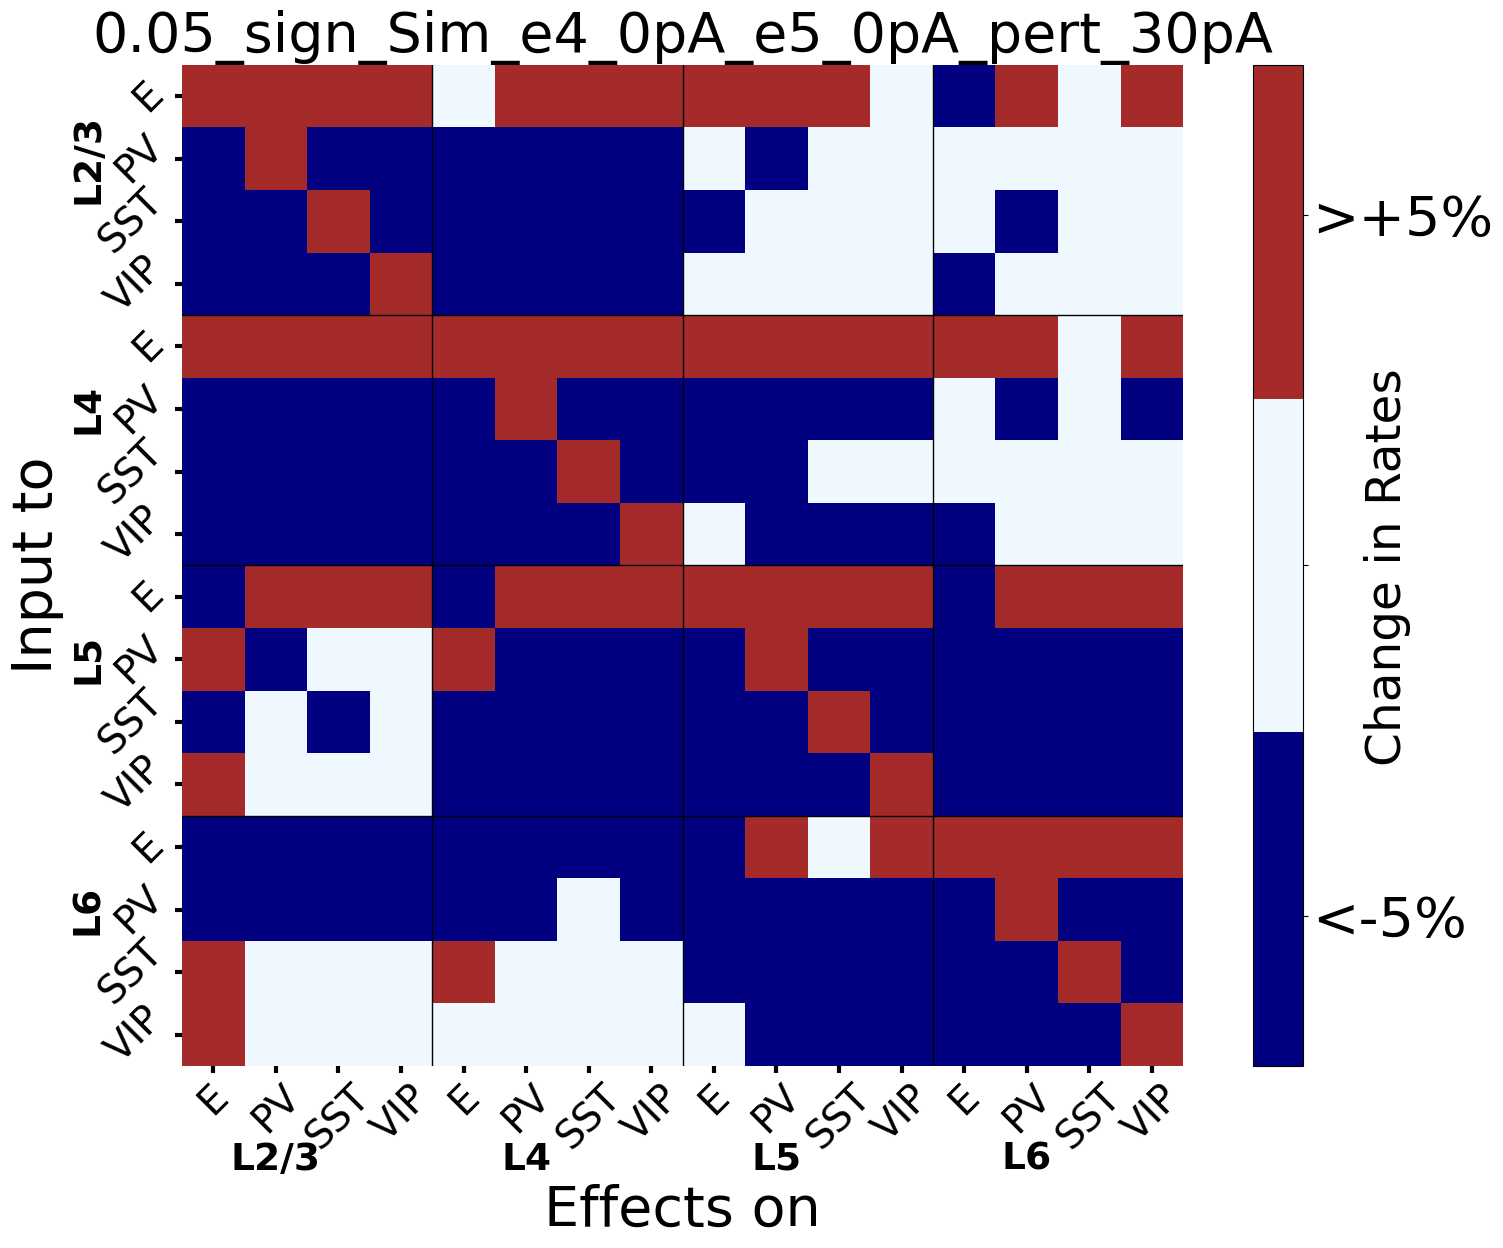 0.05_sign_Sim_e4_0pA_e5_0pA_pert_30pA
Input to
L2/3
E
PV
SST
VIP
L4
E
PV
SST
VIP
L5
E
PV
SST
VIP
L6
E
PV
SST
VIP
E PV SST VIP E PV SST VIP E PV SST VIP E PV SST VIP
L2/3 L4 L5 L6
Effects on
>+5%
<-5%
Change in Rates